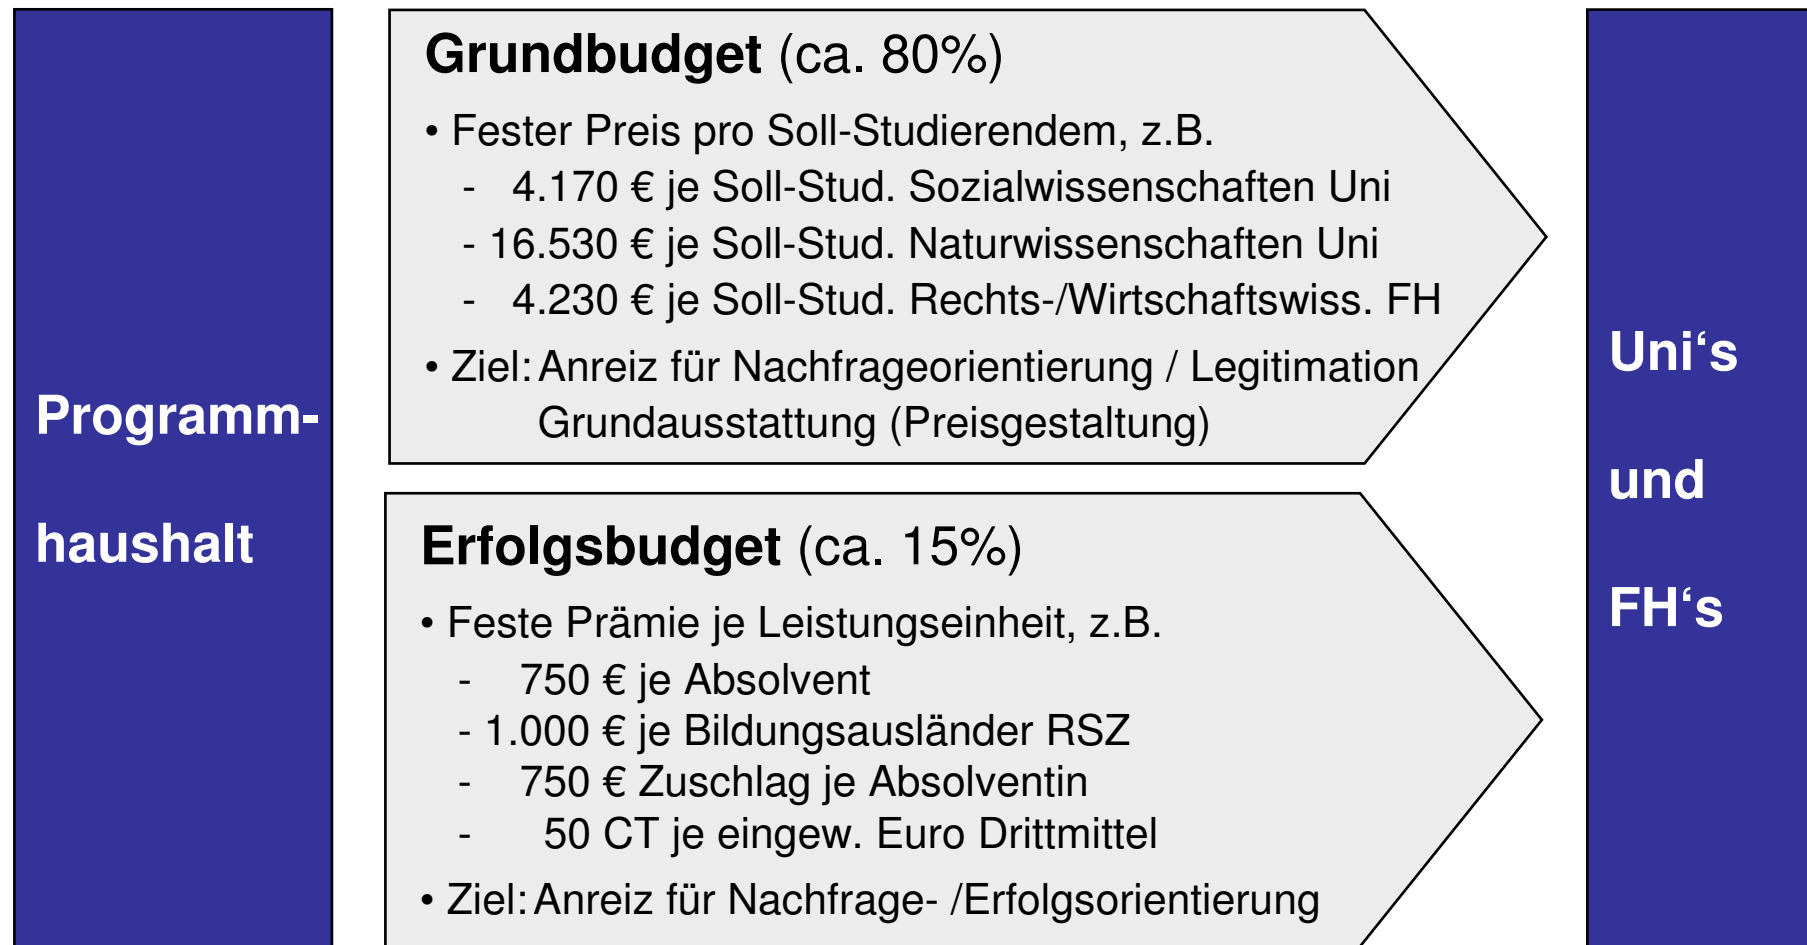 Programm-
haushalt
Grundbudget (ca. 80%)
• Fester Preis pro Soll-Studierendem, z.B.
- 4.170 € je Soll-Stud. Sozialwissenschaften Uni
- 16.530 € je Soll-Stud. Naturwissenschaften Uni
- 4.230 € je Soll-Stud. Rechts-/Wirtschaftswiss. FH
• Ziel: Anreiz für Nachfrageorientierung / Legitimation
Grundausstattung (Preisgestaltung)
Erfolgsbudget (ca. 15%)
• Feste Prämie je Leistungseinheit, z.B.
- 750 € je Absolvent
- 1.000 € je Bildungsausländer RSZ
- 750 € Zuschlag je Absolventin
- 50 CT je eingew. Euro Drittmittel
• Ziel: Anreiz für Nachfrage- /Erfolgsorientierung
Uni‘s
und
FH‘s